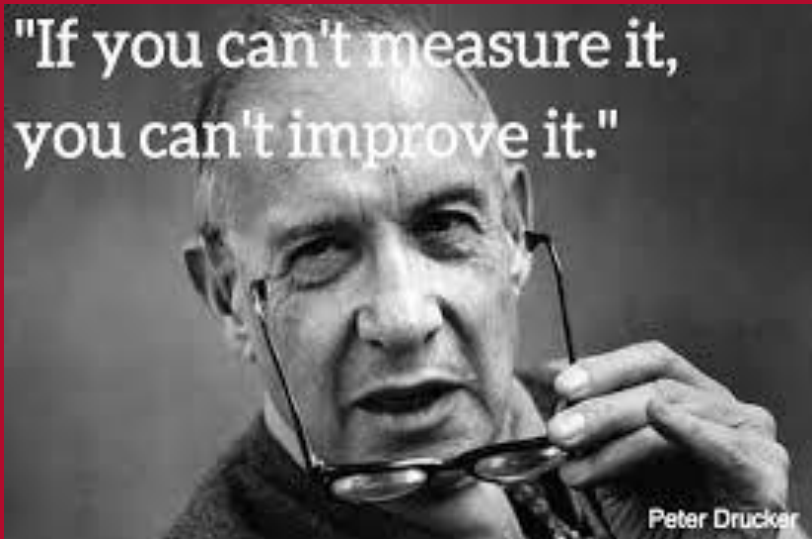 "If you can't measure it,
you can't improve it."
Peter Drucker